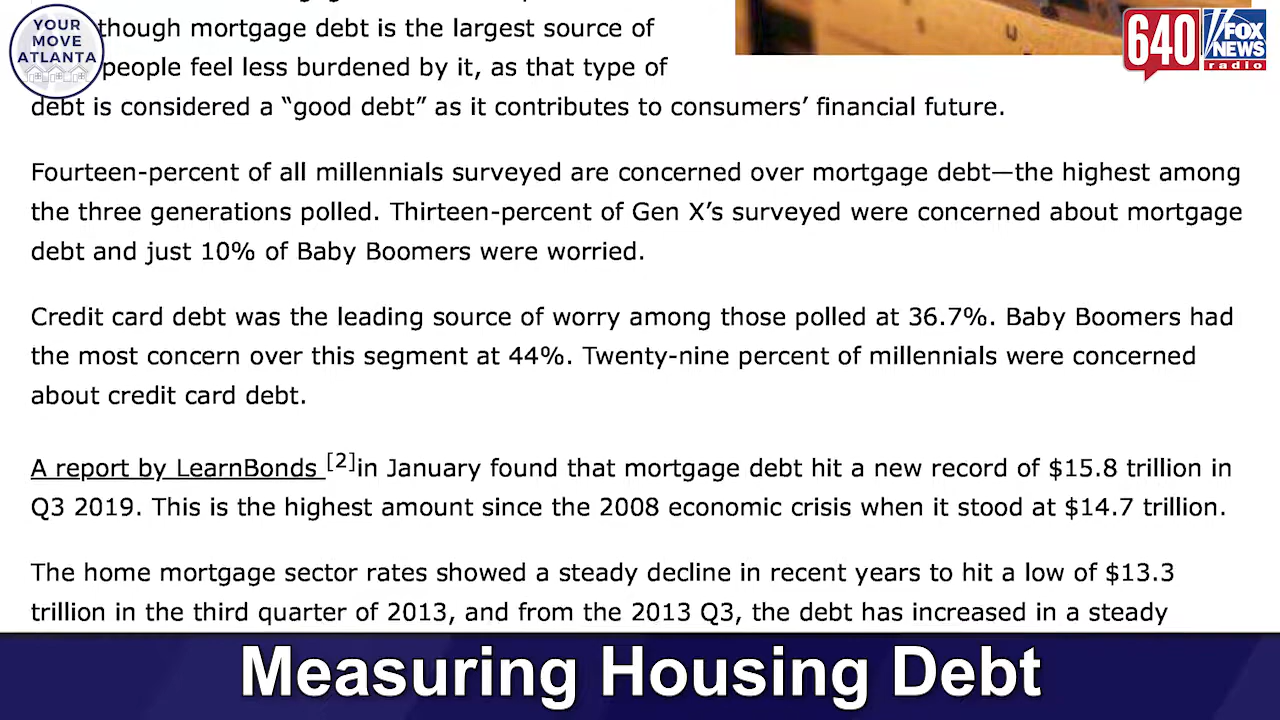 YOUR
MOVE
ATLANTA
640 FOX
NEWS
radio
though mortgage debt is the largest source of
people feel less burdened by it, as that type of
debt is considered a “good debt” as it contributes to consumers’ financial future.
Fourteen-percent of all millennials surveyed are concerned over mortgage debt—the highest among
the three generations polled. Thirteen-percent of Gen X’s surveyed were concerned about mortgage
debt and just 10% of Baby Boomers were worried.
Credit card debt was the leading source of worry among those polled at 36.7%. Baby Boomers had
the most concern over this segment at 44%. Twenty-nine percent of millennials were concerned
about credit card debt.
A report by LearnBonds [2]in January found that mortgage debt hit a new record of $15.8 trillion in
Q3 2019. This is the highest amount since the 2008 economic crisis when it stood at $14.7 trillion.
The home mortgage sector rates showed a steady decline in recent years to hit a low of $13.3
trillion in the third quarter of 2013, and from the 2013 Q3, the debt has increased in a steady
Measuring Housing Debt